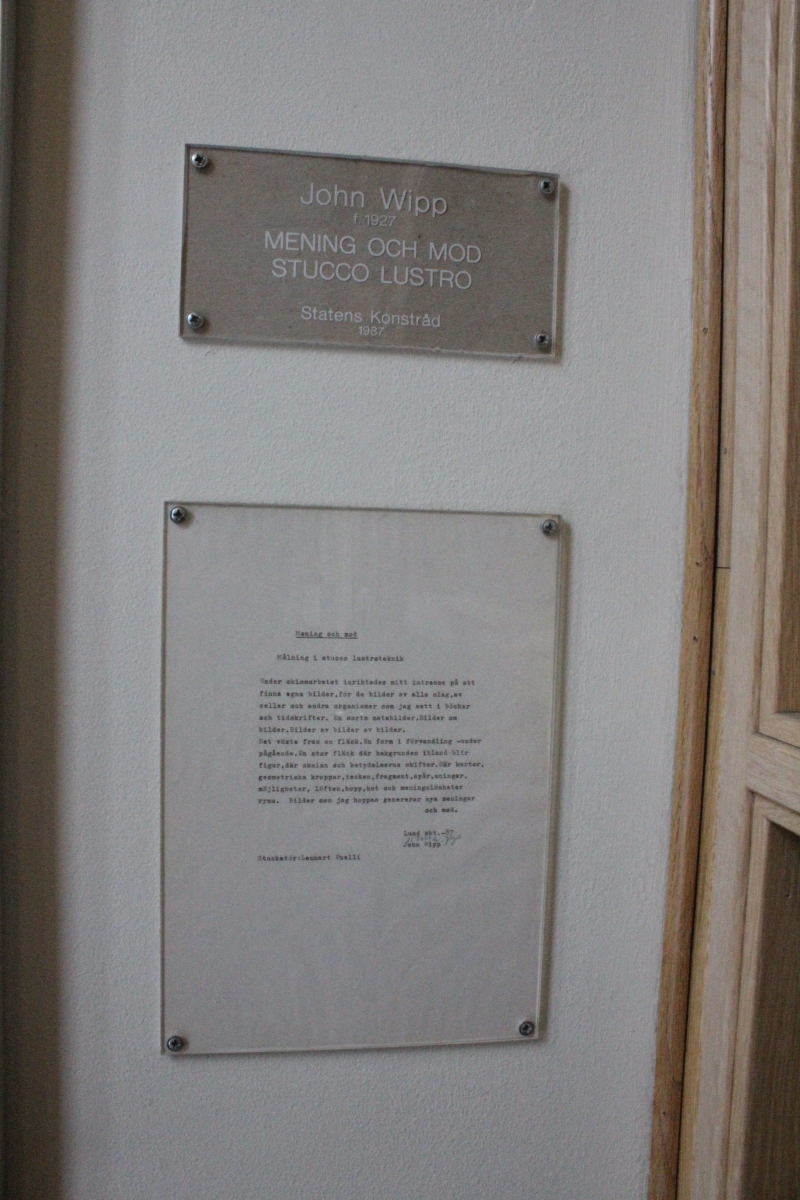 John Wipp
f. 1927
MENING OCH MOD
STUCCO LUSTRO
Statens Konstråd
1987
Mening och mod
Målning i stucco lustroteknik
Under skissarbetet inriktades mitt intresse på att
finna egna bilder,för de bilder av alla slag,av
celler och andra organismer som jag sett i böcker
och tidskrifter. En sorts metabilder.Bilder om
bilder.Bilder av bilder av bilder.
Det växte fram en fläck.En form i förvandling -under
pågående.En stor fläck där bakgrunden ibland blir
figur,där skalan och betydelserna skiftar.Där kartor,
geometriska kroppar,tecken,fragment,spår,aningar,
möjligheter, löften,hopp,hot och meningslösheter
ryms. Bilder som jag hoppas genererar nya meningar
och mod.
Lund okt.-87
John Wipp
Stuckatör:Lennart